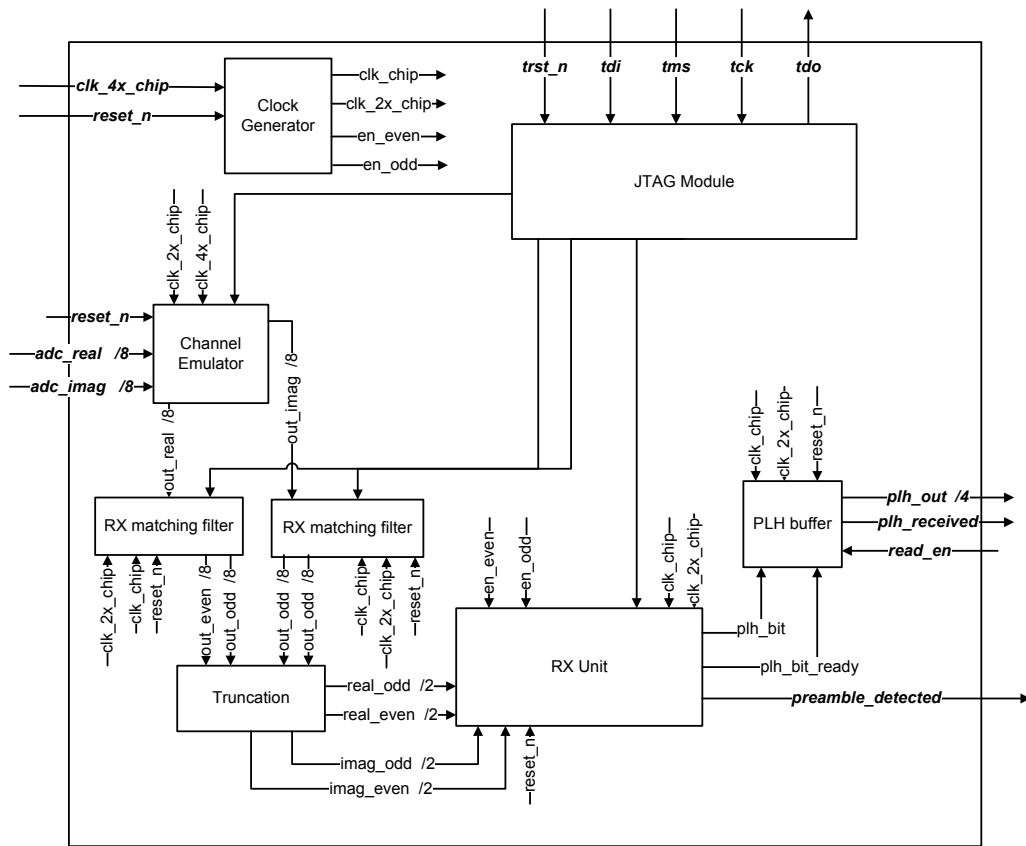 trst_n
tdi
tms
tck
tdo
clk_4x_chip
reset_n
Clock
Generator
clk_chip
clk_2x_chip
en_even
en_odd
JTAG Module
clk_2x_chip
clk_4x_chip
reset_n
adc_real /8
adc_imag /8
Channel
Emulator
out_real /8
out_imag /8
RX matching filter
RX matching filter
clk_2x_chip
clk_chip
reset_n
out_even /8
out_odd /8
out_odd /8
out_odd /8
clk_chip
clk_2x_chip
reset_n
Truncation
real_odd /2
real_even /2
imag_odd /2
imag_even /2
en_even
en_odd
clk_chip
clk_2x_chip
RX Unit
reset_n
clk_chip
clk_2x_chip
reset_n
PLH buffer
plh_out /4
plh_received
read_en
plh_bit
plh_bit_ready
preamble_detected